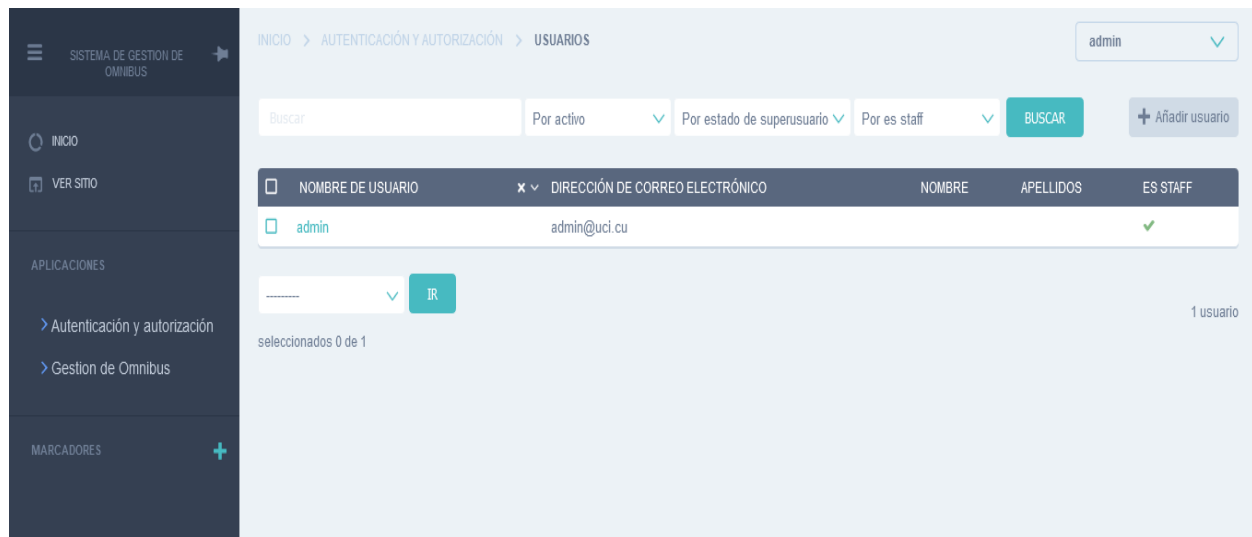 SISTEMA DE GESTION DE
OMNIBUS
INICIO
VER SITIO
APLICACIONES
Autenticación y autorización
Gestion de Omnibus
MARCADORES
INICIO > AUTENTICACIÓN Y AUTORIZACIÓN > USUARIOS
admin
Buscar
Por activo
Por estado de superusuario
Por es staff
BUSCAR
Añadir usuario
NOMBRE DE USUARIO DIRECCIÓN DE CORREO ELECTRÓNICO NOMBRE APELLIDOS ES STAFF
admin admin@uci.cu
---------
IR
1 usuario
seleccionados 0 de 1